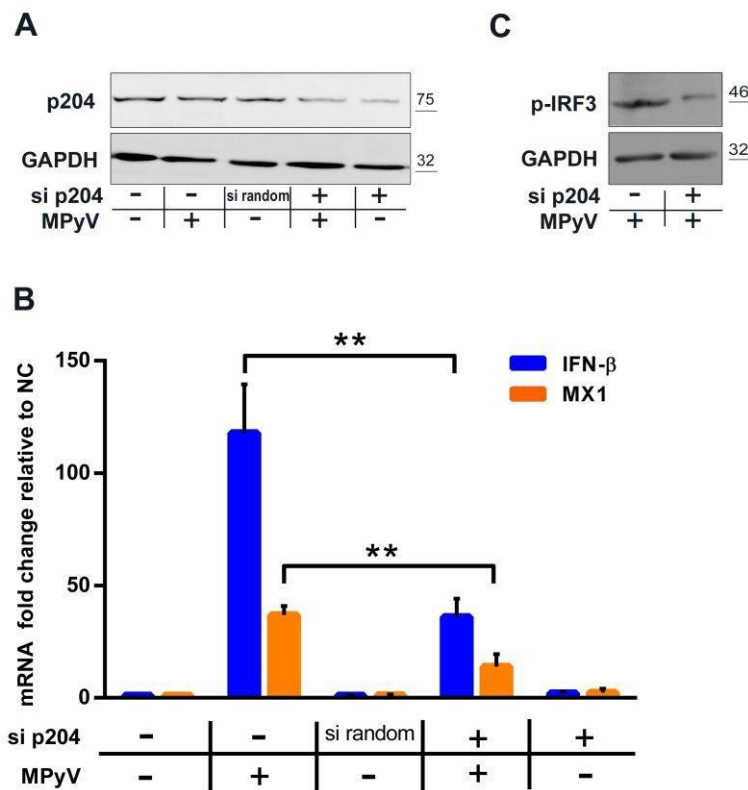 A
p204
75
GAPDH
32
si p204 – – si random + +
MPyV – + – + –
C
p-IRF3
46
GAPDH
32
si p204 – +
MPyV + +
B
mRNA fold change relative to NC
150
100
50
0
**
**
IFN-β
MX1
si p204 – – si random + +
MPyV – + – + –